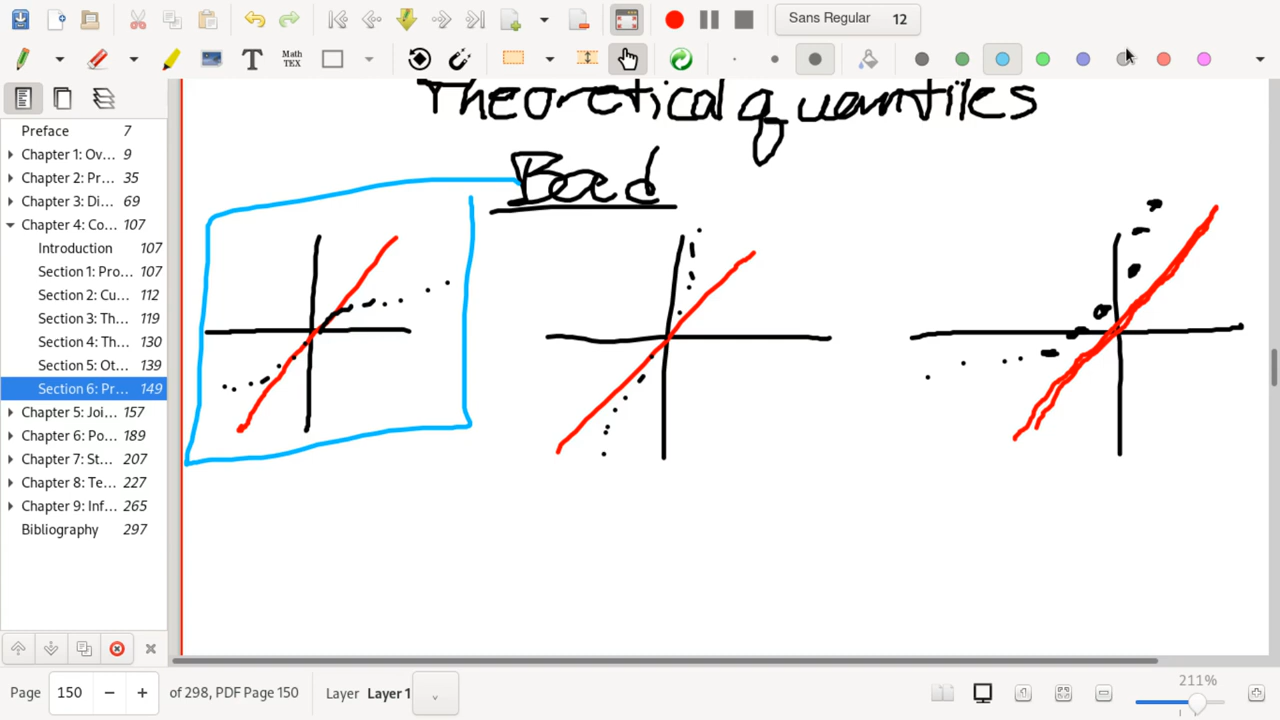 Sans Regular 12
T Math TEX
Theoretical quantiles
Bad
Preface 7
Chapter 1: Ov... 9
Chapter 2: Pr... 35
Chapter 3: Di... 69
Chapter 4: Co... 107
Introduction 107
Section 1: Pro... 107
Section 2: Cu... 112
Section 3: Th... 119
Section 4: Th... 130
Section 5: Ot... 139
Section 6: Pr... 149
Chapter 5: Joi... 157
Chapter 6: Po... 189
Chapter 7: St... 207
Chapter 8: Te... 227
Chapter 9: Inf... 265
Bibliography 297
Page 150 of 298, PDF Page 150 Layer Layer 1 211%